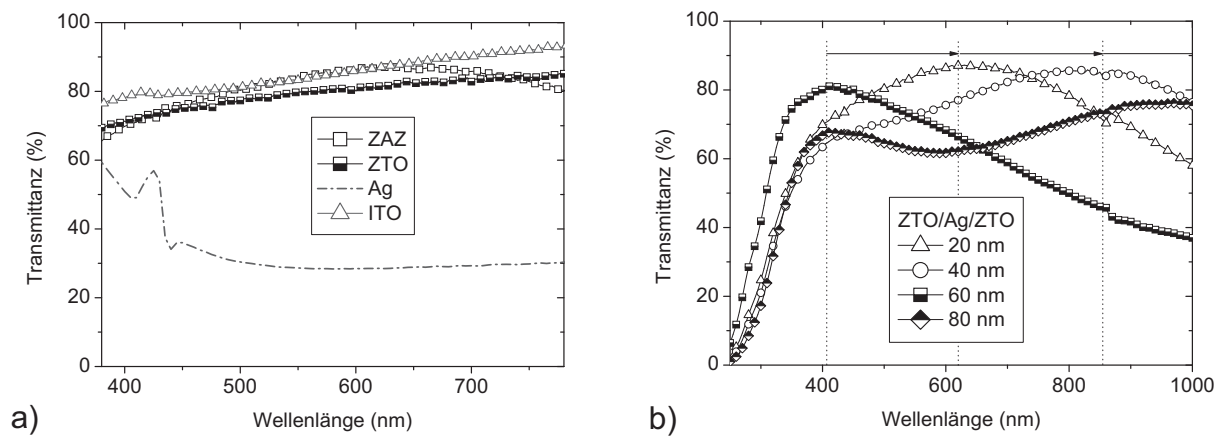 100
80
60
40
20
0
Transmittanz (%)
ZAZ
ZTO
Ag
ITO
400 500 600 700
Wellenlänge (nm)
a)
100
80
60
40
20
0
Transmittanz (%)
ZTO/Ag/ZTO
20 nm
40 nm
60 nm
80 nm
400 600 800 1000
Wellenlänge (nm)
b)